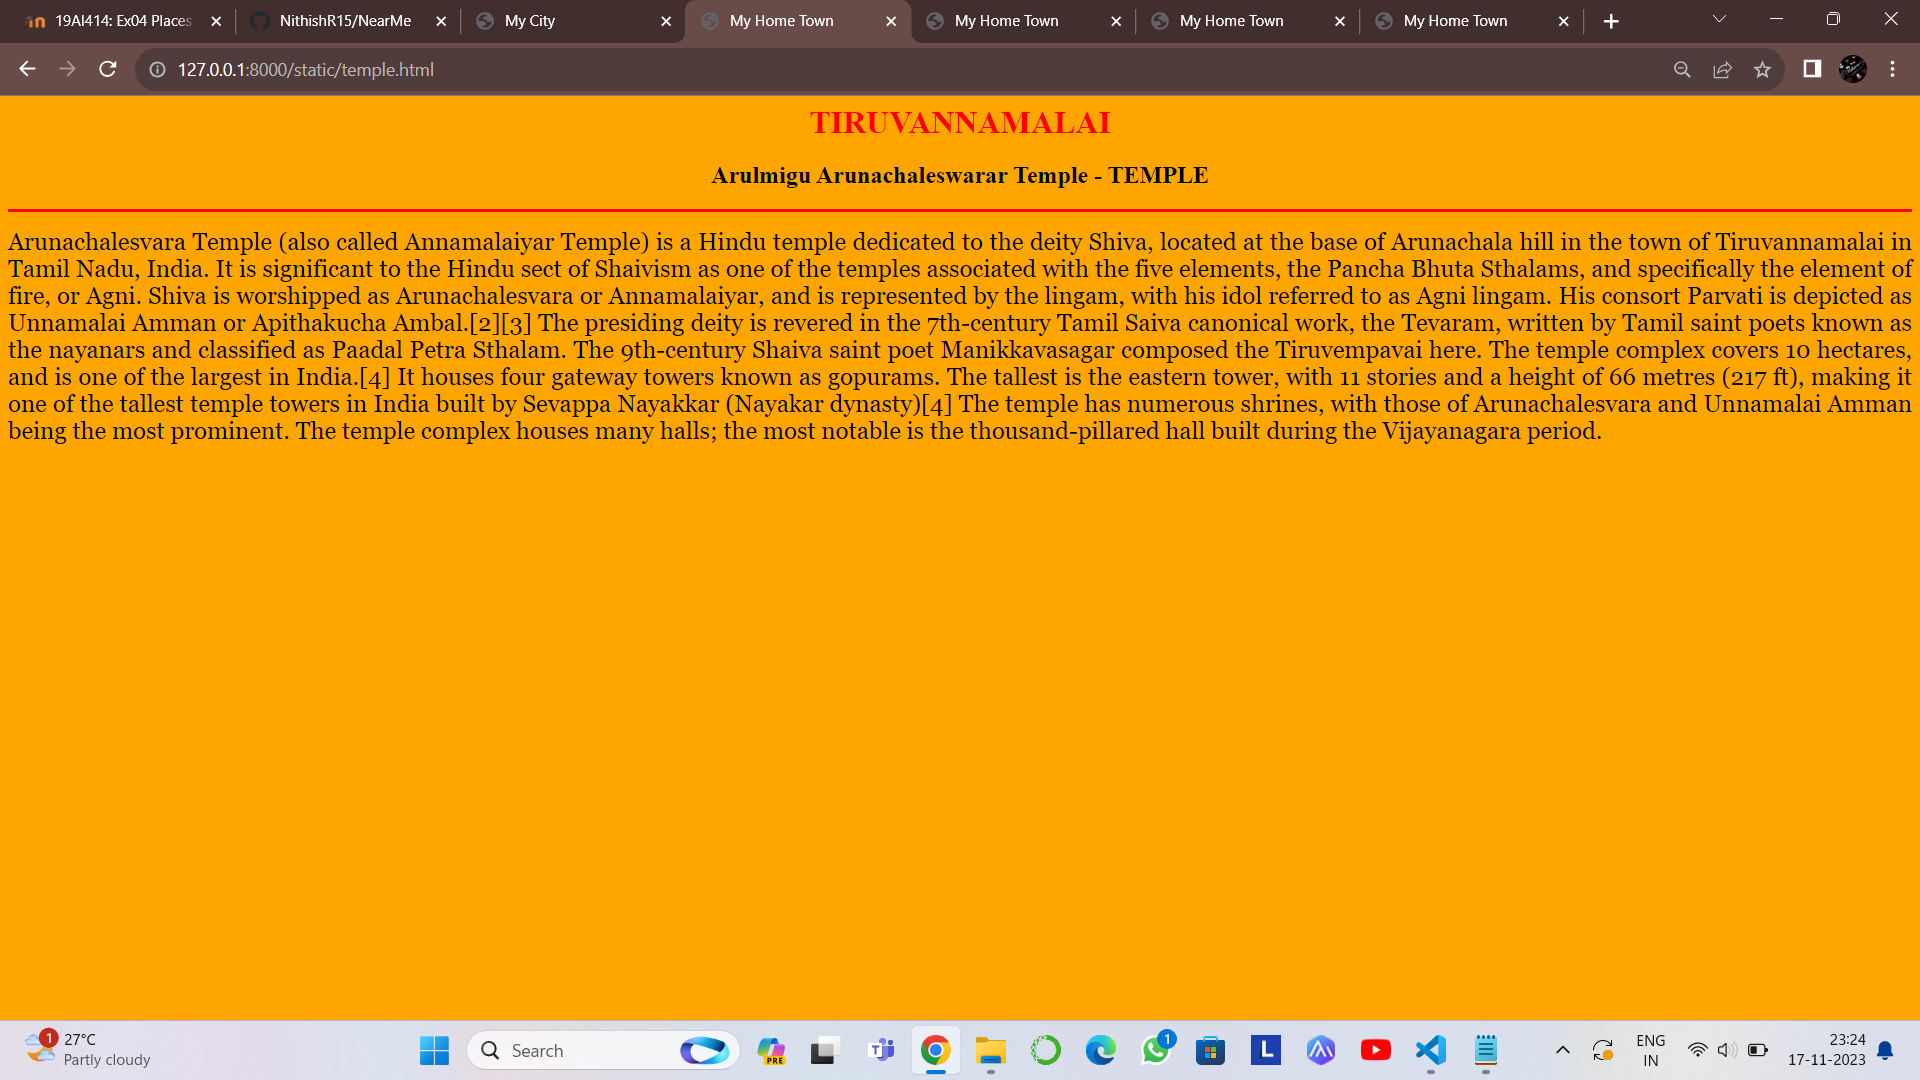 19AI414: Ex04 Places
NithishR15/NearMe
My City
My Home Town
My Home Town
My Home Town
My Home Town
127.0.0.1:8000/static/temple.html
TIRUVANNAMALAI
Arulmigu Arunachaleswarar Temple - TEMPLE
Arunachalesvara Temple (also called Annamalaiyar Temple) is a Hindu temple dedicated to the deity Shiva, located at the base of Arunachala hill in the town of Tiruvannamalai in
Tamil Nadu, India. It is significant to the Hindu sect of Shaivism as one of the temples associated with the five elements, the Pancha Bhuta Sthalams, and specifically the element of
fire, or Agni. Shiva is worshipped as Arunachalesvara or Annamalaiyar, and is represented by the lingam, with his idol referred to as Agni lingam. His consort Parvati is depicted as
Unnamalai Amman or Apithakucha Ambal.[2][3] The presiding deity is revered in the 7th-century Tamil Saiva canonical work, the Tevaram, written by Tamil saint poets known as
the nayanars and classified as Paadal Petra Sthalam. The 9th-century Shaiva saint poet Manikkavasagar composed the Tiruvempavai here. The temple complex covers 10 hectares,
and is one of the largest in India.[4] It houses four gateway towers known as gopurams. The tallest is the eastern tower, with 11 stories and a height of 66 metres (217 ft), making it
one of the tallest temple towers in India built by Sevappa Nayakkar (Nayakar dynasty)[4] The temple has numerous shrines, with those of Arunachalesvara and Unnamalai Amman
being the most prominent. The temple complex houses many halls; the most notable is the thousand-pillared hall built during the Vijayanagara period.
1
27°C
Partly cloudy
Search
PRE
1
L
ENG
IN
23:24
17-11-2023